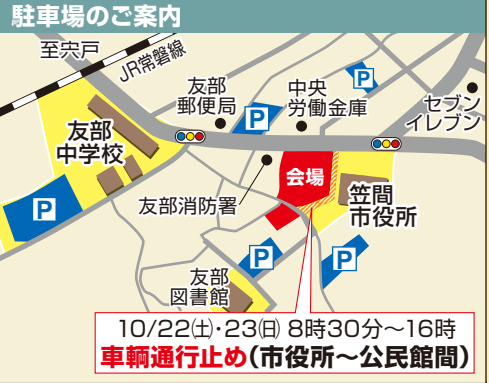 駐車場のご案内
至宍戸
JR常磐線
友部
郵便局
中央
労働金庫
P
セブン
イレブン
友部
中学校
P
会場
笠間
市役所
友部消防署
P
P
P
友部
図書館
10/22㈯・23㈰ 8時30分〜16時
車輌通行止め(市役所〜公民館間)